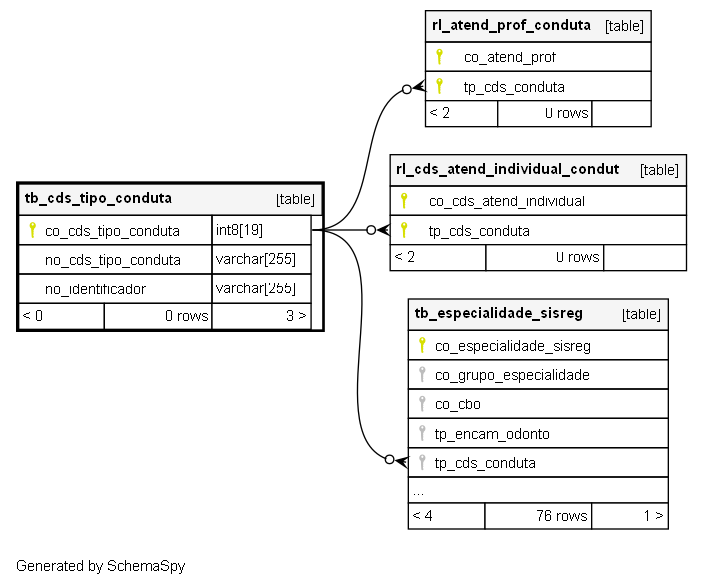 rl_atend_prof_conduta [table]
co_atend_prof
tp_cds_conduta
< 2 0 rows
rl_cds_atend_individual_condut [table]
co_cds_atend_individual
tp_cds_conduta
< 2 0 rows
tb_cds_tipo_conduta [table]
co_cds_tipo_conduta int8[19]
no_cds_tipo_conduta varchar[255]
no_identificador varchar[255]
< 0 0 rows 3 >
tb_especialidade_sisreg [table]
co_especialidade_sisreg
co_grupo_especialidade
co_cbo
tp_encam_odonto
tp_cds_conduta
...
< 4 76 rows 1 >
Generated by SchemaSpy